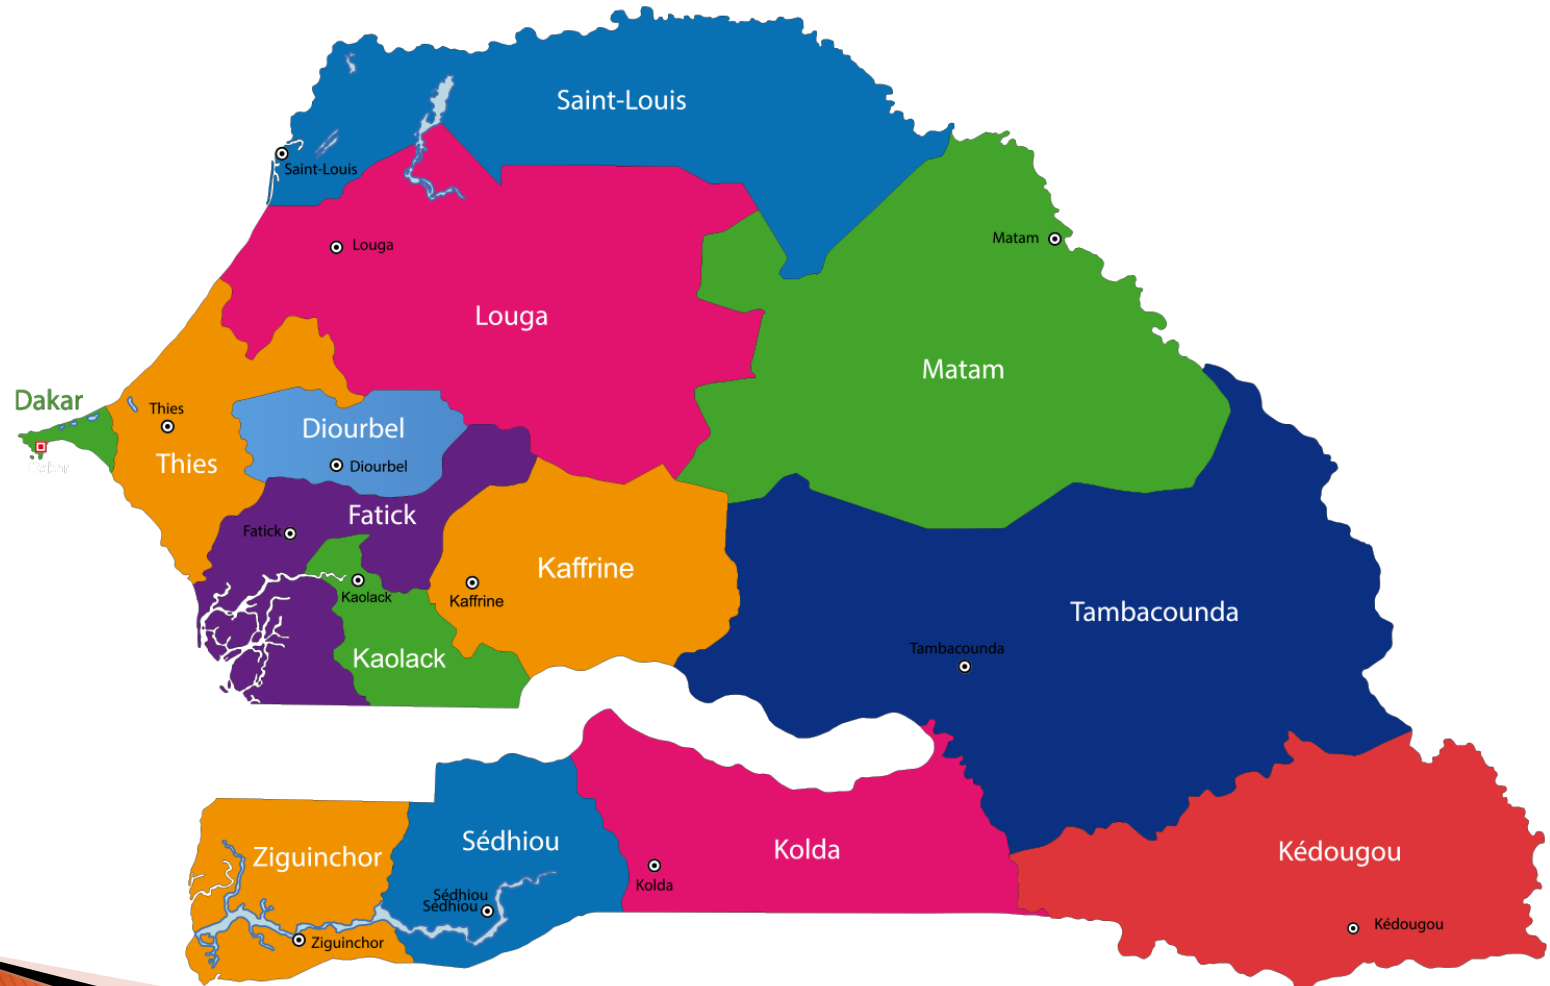 Saint-Louis
Saint-Louis
Louga
Matam
Louga
Matam
Dakar
Thies
Diourbel
Thies
Diourbel
Fatick
Fatick
Kaffrine
Kaolack
Kaffrine
Tambacounda
Tambacounda
Kaolack
Sédhiou
Kolda
Kédougou
Ziguinchor
Kolda
Sédhiou
Sédhiou
Kédougou
Ziguinchor